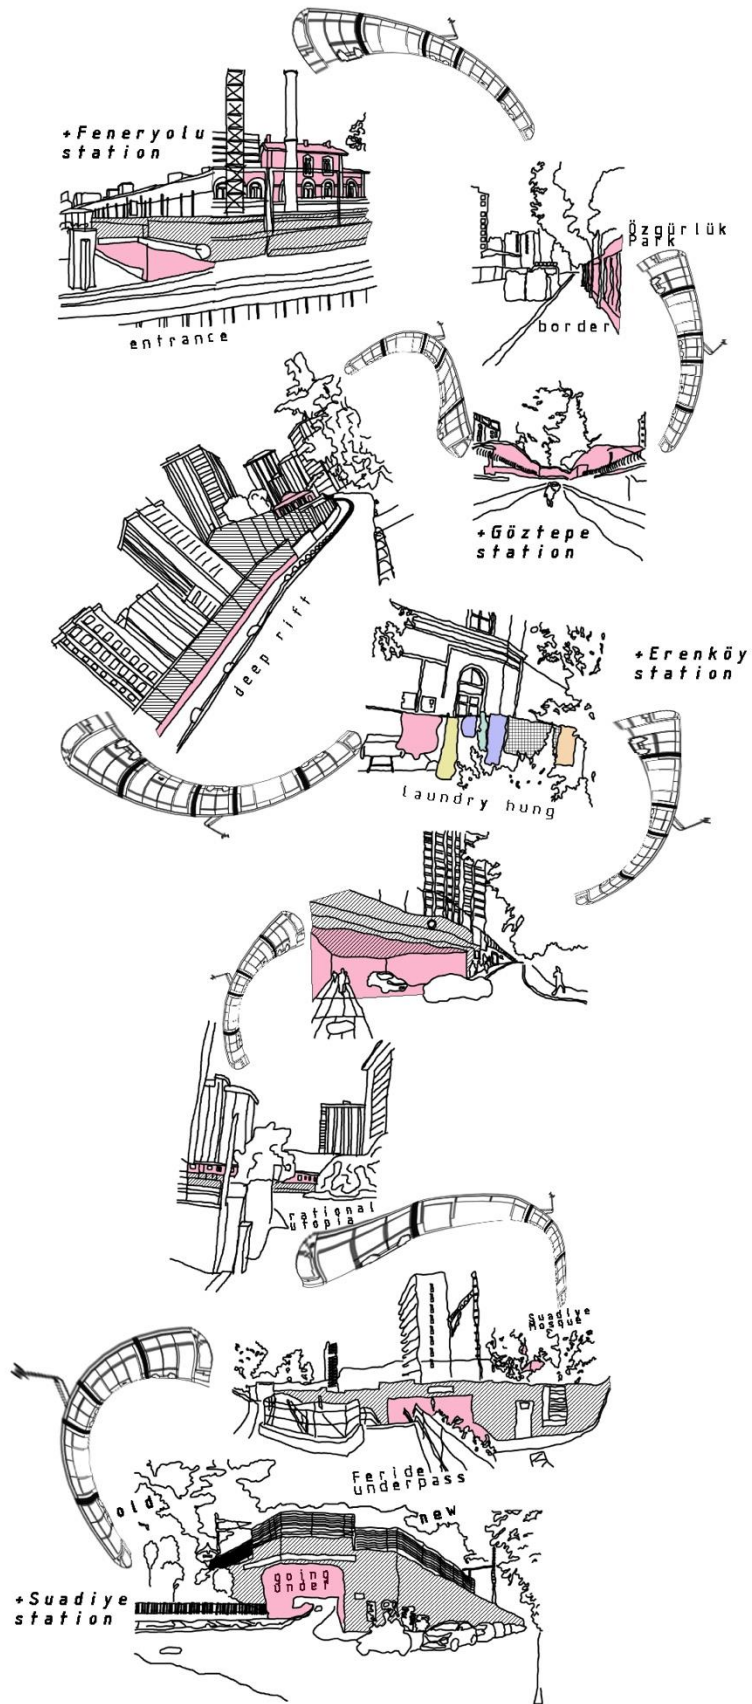 +Feneryolu
station
entrance
Özgürlük
Park
border
+Göztepe
station
deep rift
+Erenköy
station
laundry hung
rational
utopia
Suadiye
Mosque
Feride
underpass
old
new
going
under
+Suadiye
station